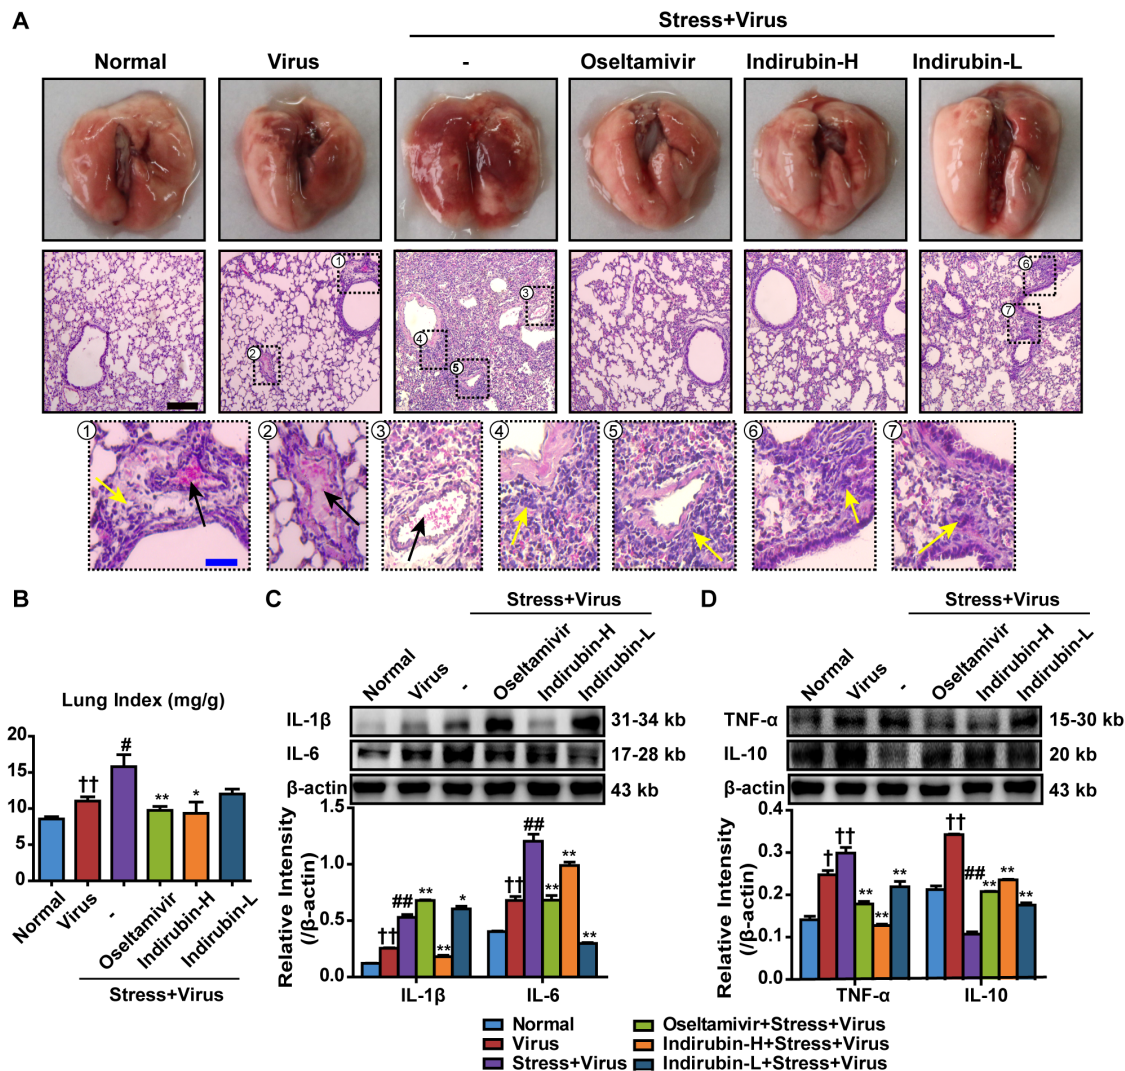 A
Stress+Virus
Normal Virus - Oseltamivir Indirubin-H Indirubin-L
① ② ③ ④ ⑤ ⑥ ⑦
① ② ③ ④ ⑤ ⑥ ⑦
B
Lung Index (mg/g)
20
15
10
5
0
†† # ** *
Normal Virus - Oseltamivir Indirubin-H Indirubin-L
Stress+Virus
C
Stress+Virus
Normal Virus - Oseltamivir Indirubin-H Indirubin-L
IL-1β 31-34 kb
IL-6 17-28 kb
β-actin 43 kb
Relative Intensity
(/β-actin)
1.5
1.0
0.5
0.0
†† ## ** ** * †† ## ** ** **
IL-1β IL-6
D
Stress+Virus
Normal Virus - Oseltamivir Indirubin-H Indirubin-L
TNF-α 15-30 kb
IL-10 20 kb
β-actin 43 kb
Relative Intensity
(/β-actin)
0.4
0.3
0.2
0.1
0.0
† †† ** ** ** †† ## ** ** **
TNF-α IL-10
Normal Oseltamivir+Stress+Virus
Virus Indirubin-H+Stress+Virus
Stress+Virus Indirubin-L+Stress+Virus